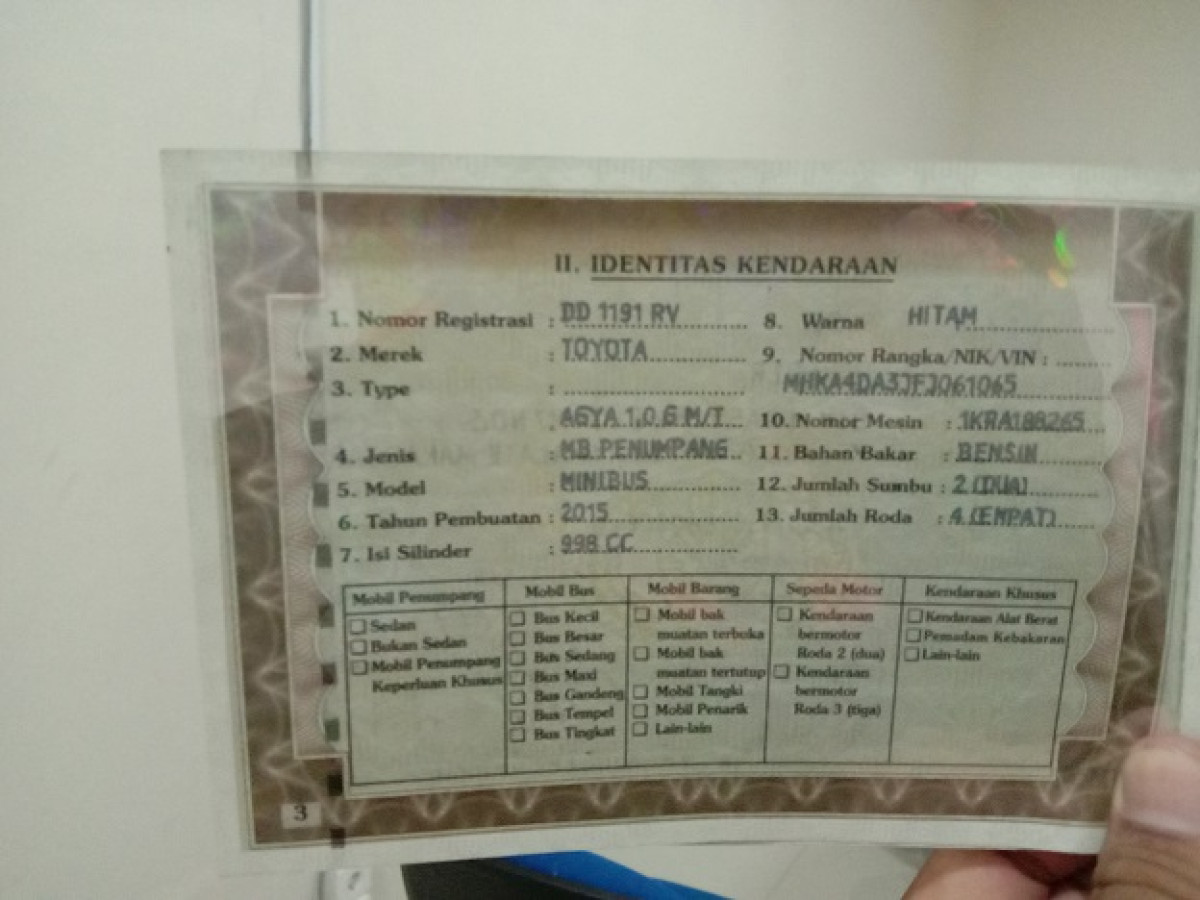 II. IDENTITAS KENDARAAN
1. Nomor Registrasi : DD 1191 RV
2. Merek : TOYOTA
3. Type :
: AGYA 1.0 G M/T
4. Jenis : MB PENUMPANG
5. Model : MINIBUS
6. Tahun Pembuatan : 2015
7. Isi Silinder : 998 CC
8. Warna HITAM
9. Nomor Rangka/NIK/VIN :
MHKA4DA3JFJ061065
10. Nomor Mesin : 1KRA188265
11. Bahan Bakar : BENSIN
12. Jumlah Sumbu : 2 (DUA)
13. Jumlah Roda : 4 (EMPAT)
Mobil Penumpang
Sedan
Bukan Sedan
Mobil Penumpang
Keperluan Khusus
Mobil Bus
Bus Kecil
Bus Besar
Bus Sedang
Bus Maxi
Bus Gandeng
Bus Tempel
Bus Tingkat
Mobil Barang
Mobil bak
muatan terbuka
Mobil bak
muatan tertutup
Mobil Tangki
Mobil Penarik
Lain-lain
Sepeda Motor
Kendaraan
bermotor
Roda 2 (dua)
Kendaraan
bermotor
Roda 3 (tiga)
Kendaraan Khusus
Kendaraan Alat Berat
Pemadam Kebakaran
Lain-lain
3